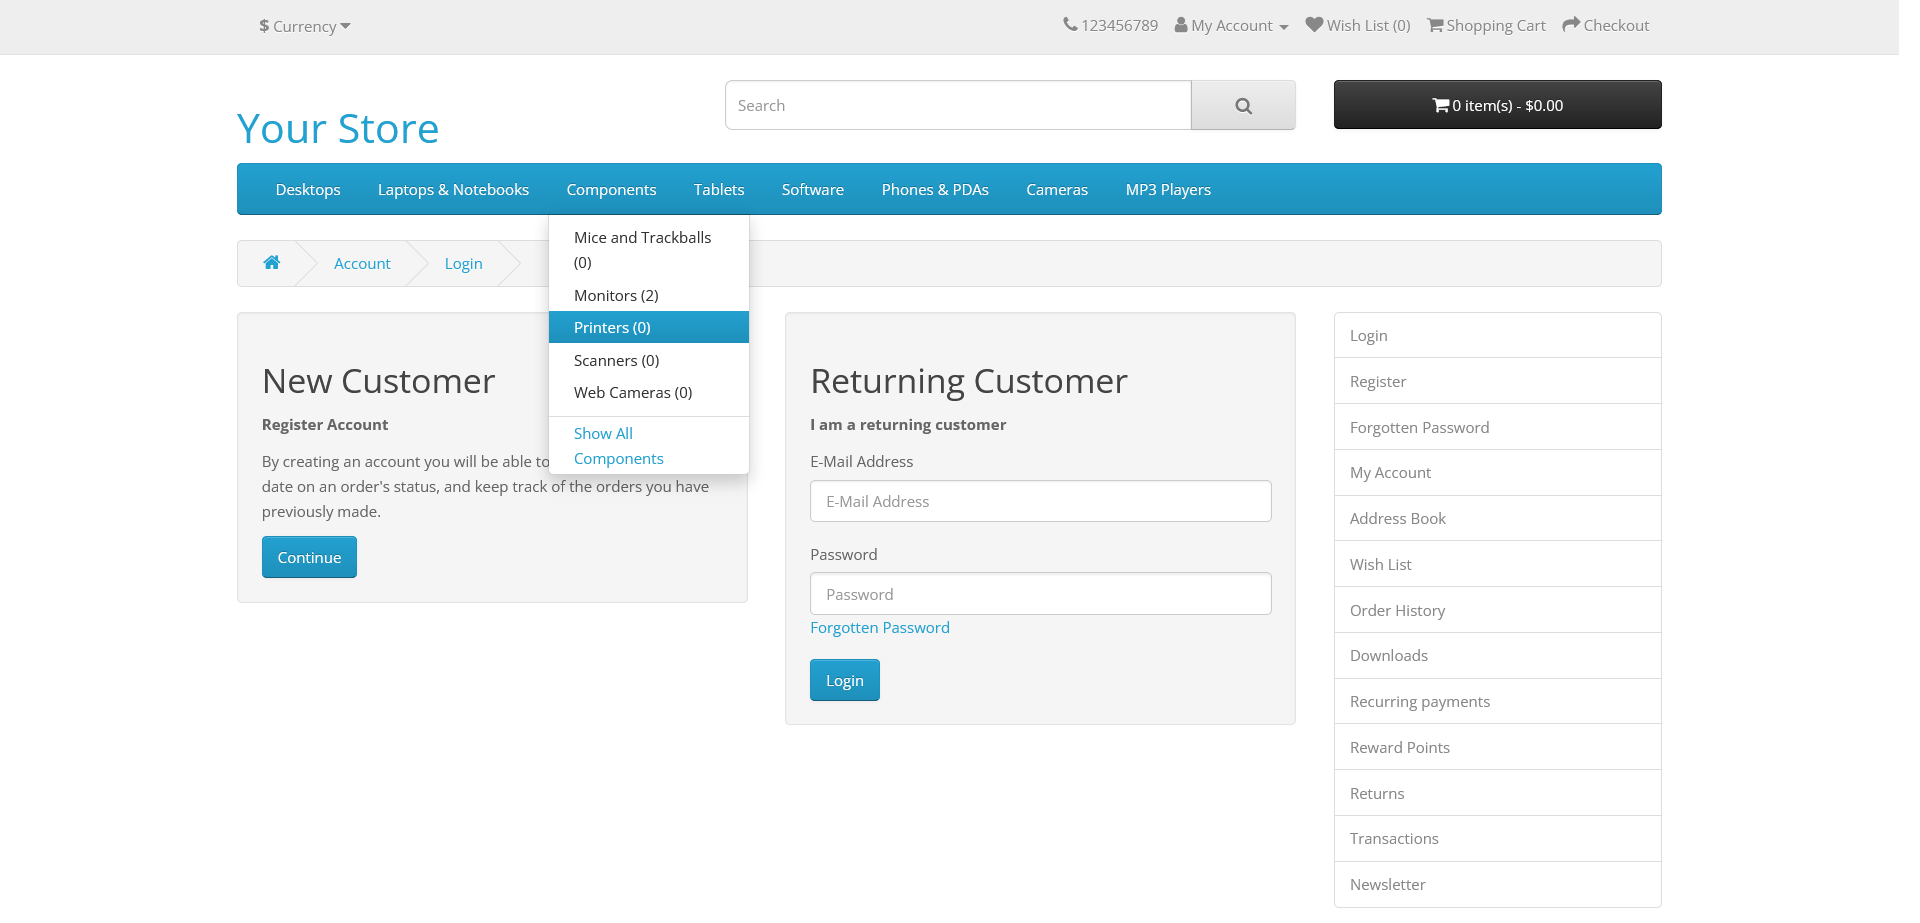 $ Currency
123456789 My Account Wish List (0) Shopping Cart Checkout
Your Store
Search
0 item(s) - $0.00
Desktops Laptops & Notebooks Components Tablets Software Phones & PDAs Cameras MP3 Players
Mice and Trackballs
(0)
Monitors (2)
Printers (0)
Scanners (0)
Web Cameras (0)
Show All
Components
Account Login
New Customer
Register Account
By creating an account you will be able to
date on an order's status, and keep track of the orders you have
previously made.
Continue
Returning Customer
I am a returning customer
E-Mail Address
E-Mail Address
Password
Password
Forgotten Password
Login
Login
Register
Forgotten Password
My Account
Address Book
Wish List
Order History
Downloads
Recurring payments
Reward Points
Returns
Transactions
Newsletter